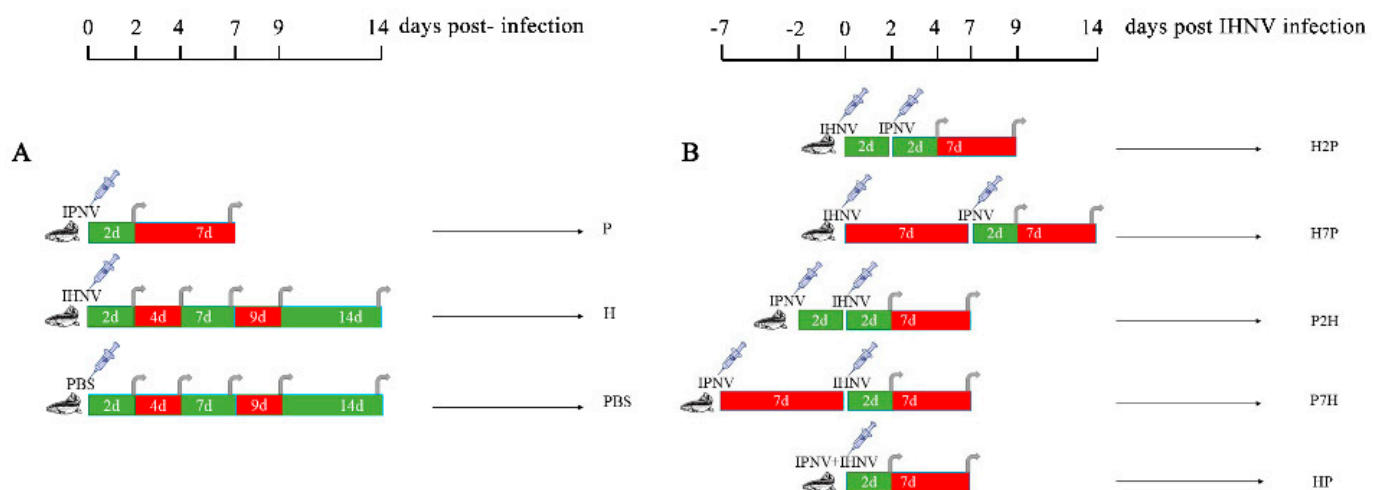 0 2 4 7 9 14 days post- infection
A
IPNV
2d 7d P
IHNV
2d 4d 7d 9d 14d H
PBS
2d 4d 7d 9d 14d PBS
-7 -2 0 2 4 7 9 14 days post IHNV infection
B
IHNV IPNV
2d 2d 7d H2P
IHNV IPNV
7d 2d 7d H7P
IPNV IHNV
2d 2d 7d P2H
IPNV IHNV
7d 2d 7d P7H
IPNV+IHNV
2d 7d HP